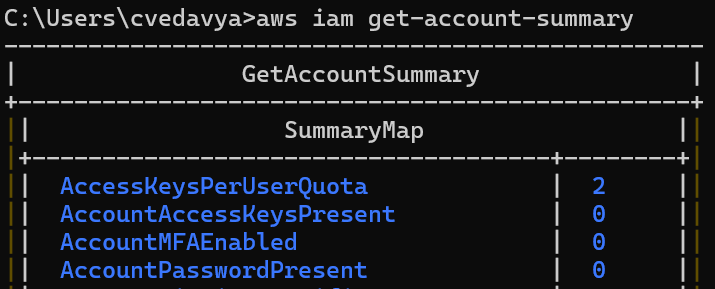 C:\Users\cvedavya>aws iam get-account-summary
GetAccountSummary
SummaryMap
AccessKeysPerUserQuota | 2
AccountAccessKeysPresent | 0
AccountMFAEnabled | 0
AccountPasswordPresent | 0